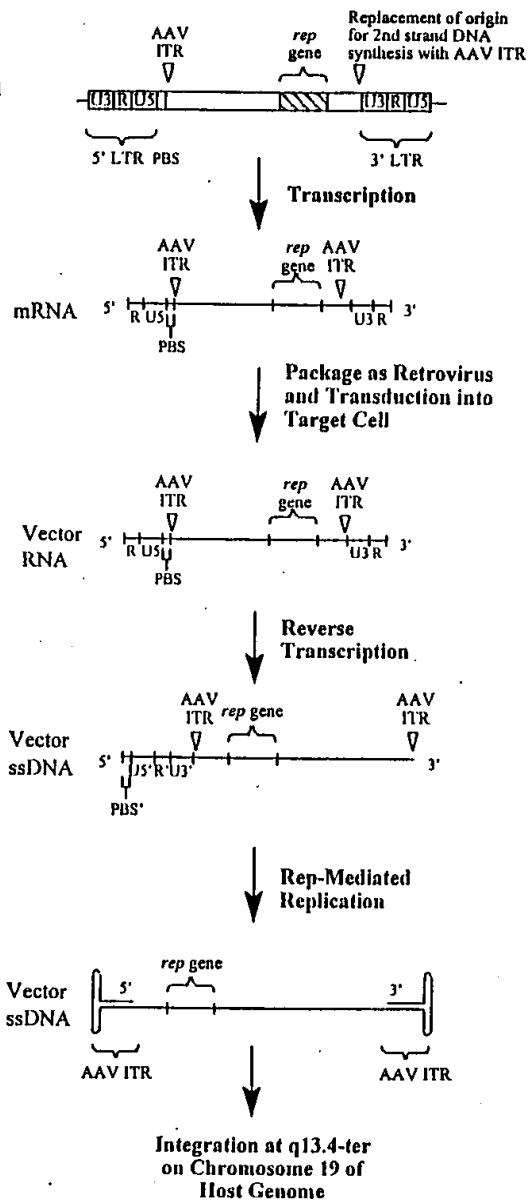 AAV
ITR
rep
gene
Replacement of origin
for 2nd strand DNA
synthesis with AAV ITR
U3 R U5 U3 R U5
5' LTR PBS 3' LTR
Transcription
AAV
ITR
rep
gene
AAV
ITR
mRNA 5' R U5 U3 R 3'
PBS
Package as Retrovirus
and Transduction into
Target Cell
AAV
ITR
rep
gene
AAV
ITR
Vector
RNA
5' R U5 U3 R 3'
PBS
Reverse
Transcription
AAV
ITR
rep gene
AAV
ITR
Vector
ssDNA
5' U5' R' U3' 3'
PBS'
Rep-Mediated
Replication
rep gene
Vector
ssDNA
5' 3'
AAV ITR AAV ITR
Integration at q13.4-ter
on Chromosome 19 of
Host Genome